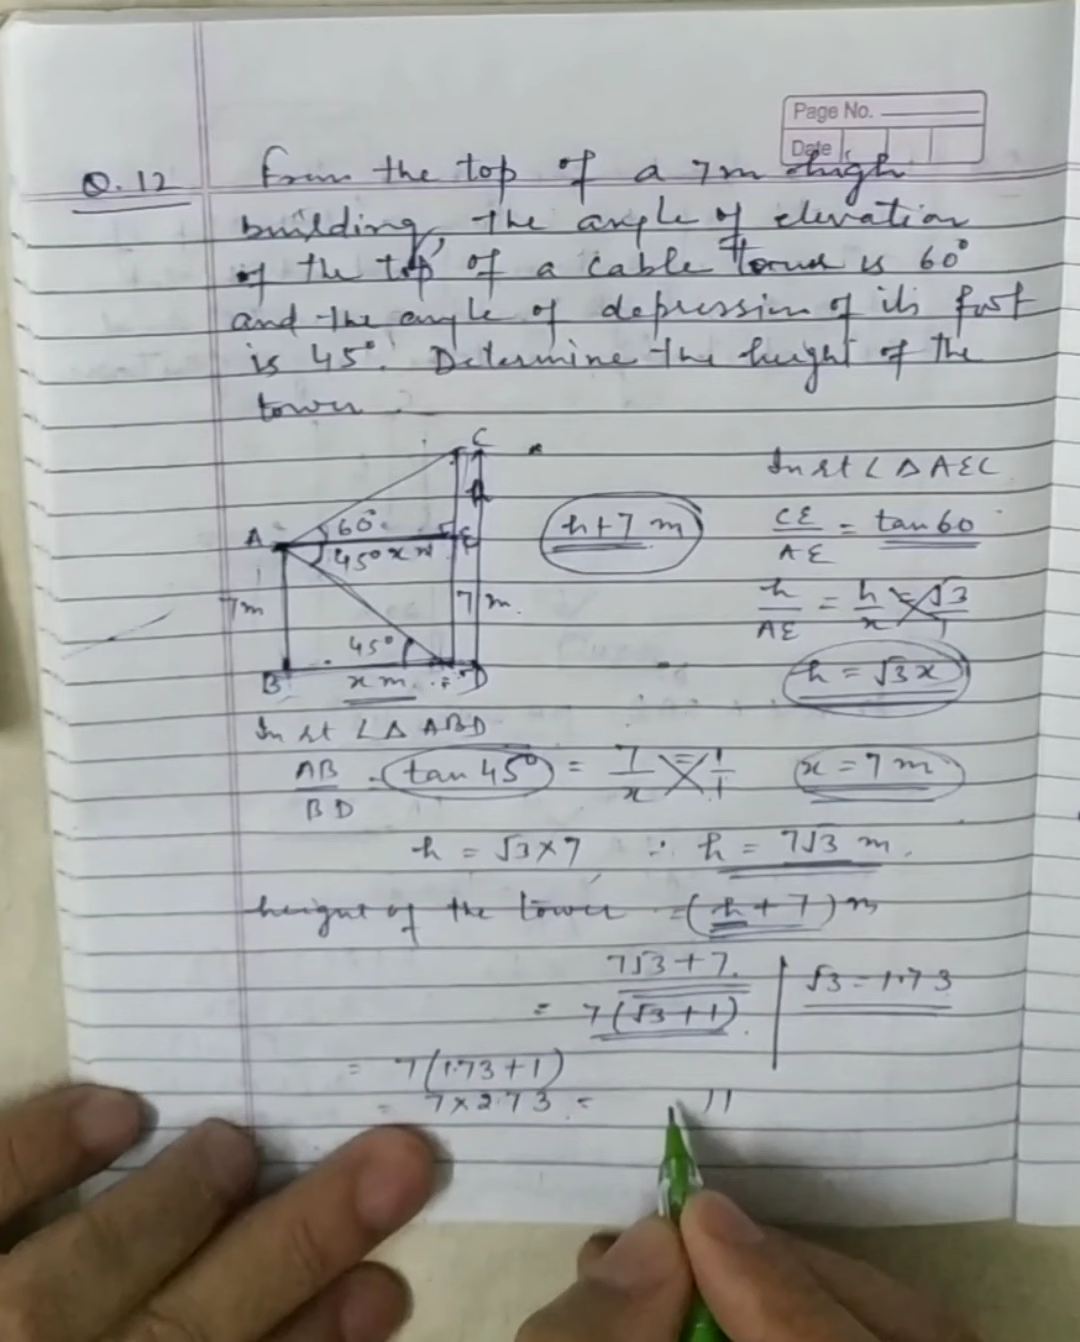 Page No.
Date
Q.12 From the top of a 7m high
building, the angle of elevation
of the top of a cable tower is 60°
and the angle of depression of its foot
is 45°. Determine the height of the
tower.
C
A 60° E
45° x m
7m 7 m.
45°
B x m D
h+7 m
In rt ∠ Δ AEC
CE/AE = tan 60
h/AE = h/x = √3/1
h = √3x
In rt ∠ Δ ABD
AB/BD = tan 45° = 7/x = 1/1 x = 7 m
h = √3×7 ∴ h = 7√3 m.
height of the tower = (h+7) m
7√3+7. √3 = 1.73
= 7(√3+1)
= 7(1.73+1)
= 7×2.73 = 11